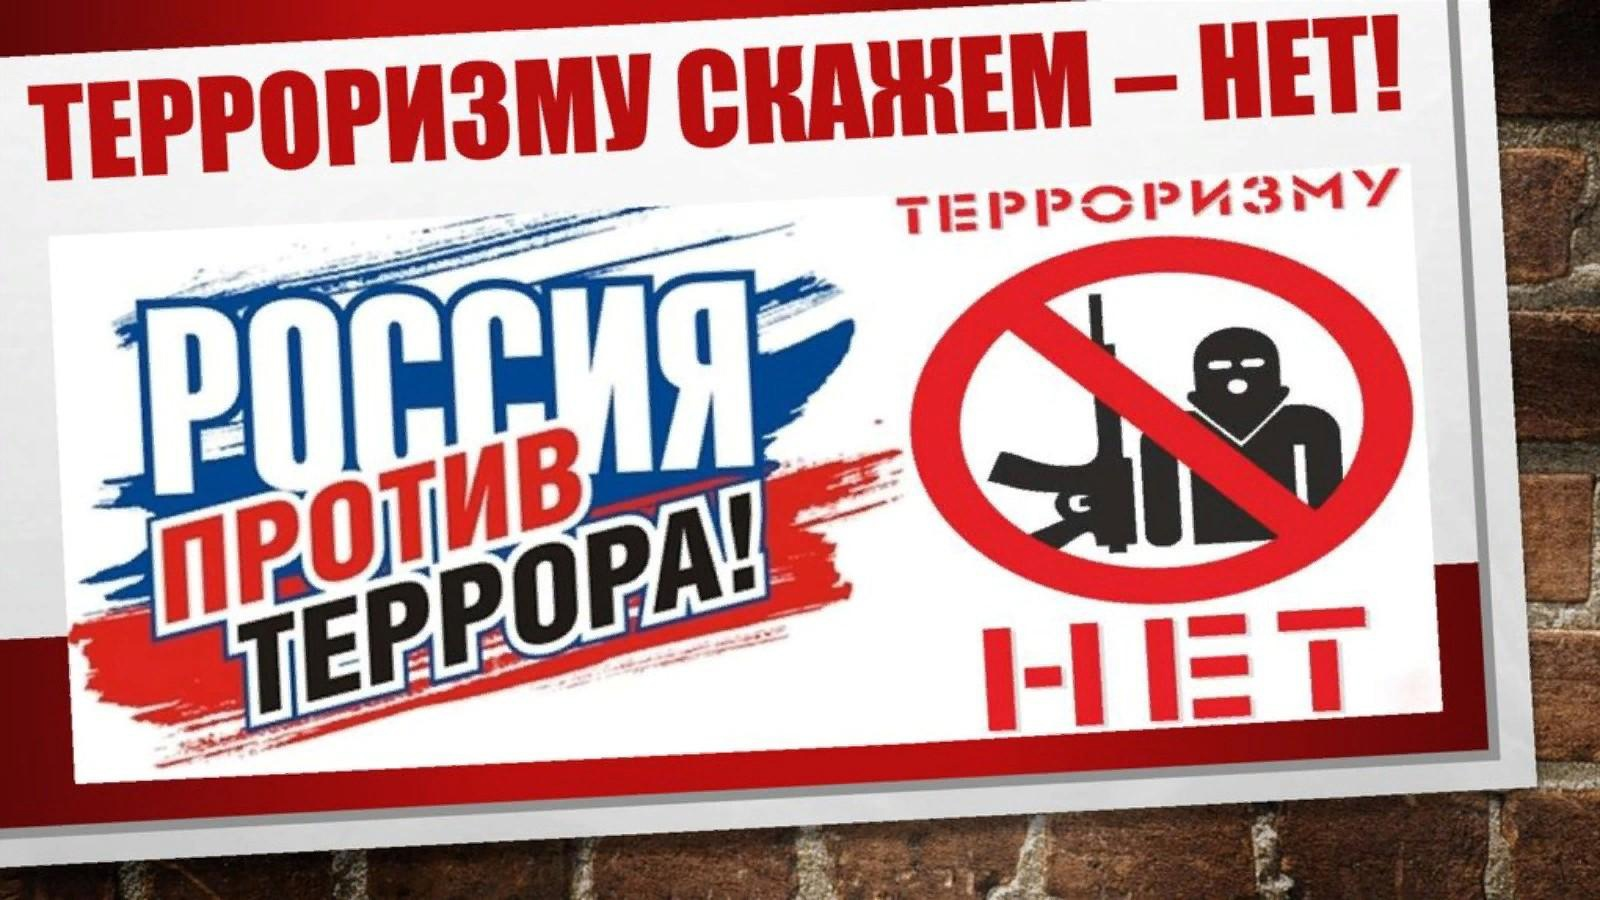 ТЕРРОРИЗМУ СКАЖЕМ – НЕТ!
РОССИЯ
ПРОТИВ
ТЕРРОРА!
ТЕРРОРИЗМУ
НЕТ